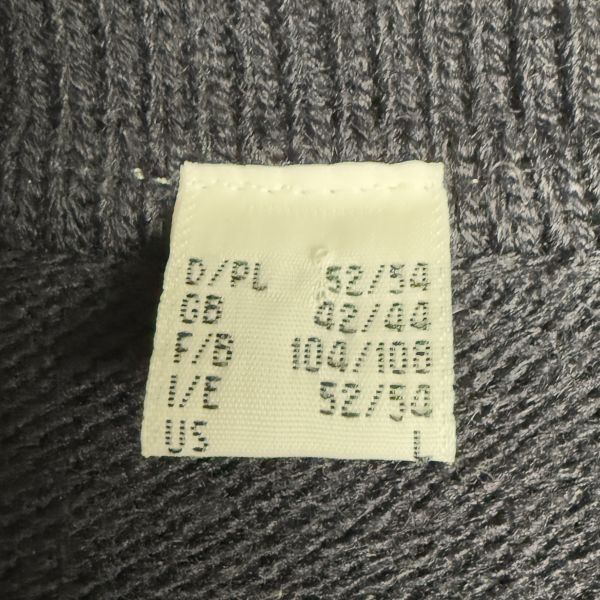 D/PL 52/54
GB 42/44
F/B 104/108
I/E 52/54
US L